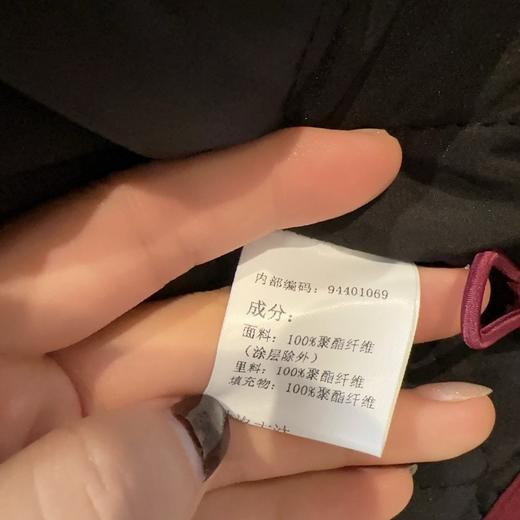 内部编码：94401069
成分：
面料：100%聚酯纤维
（涂层除外）
里料：100%聚酯纤维
填充物：100%聚酯纤维